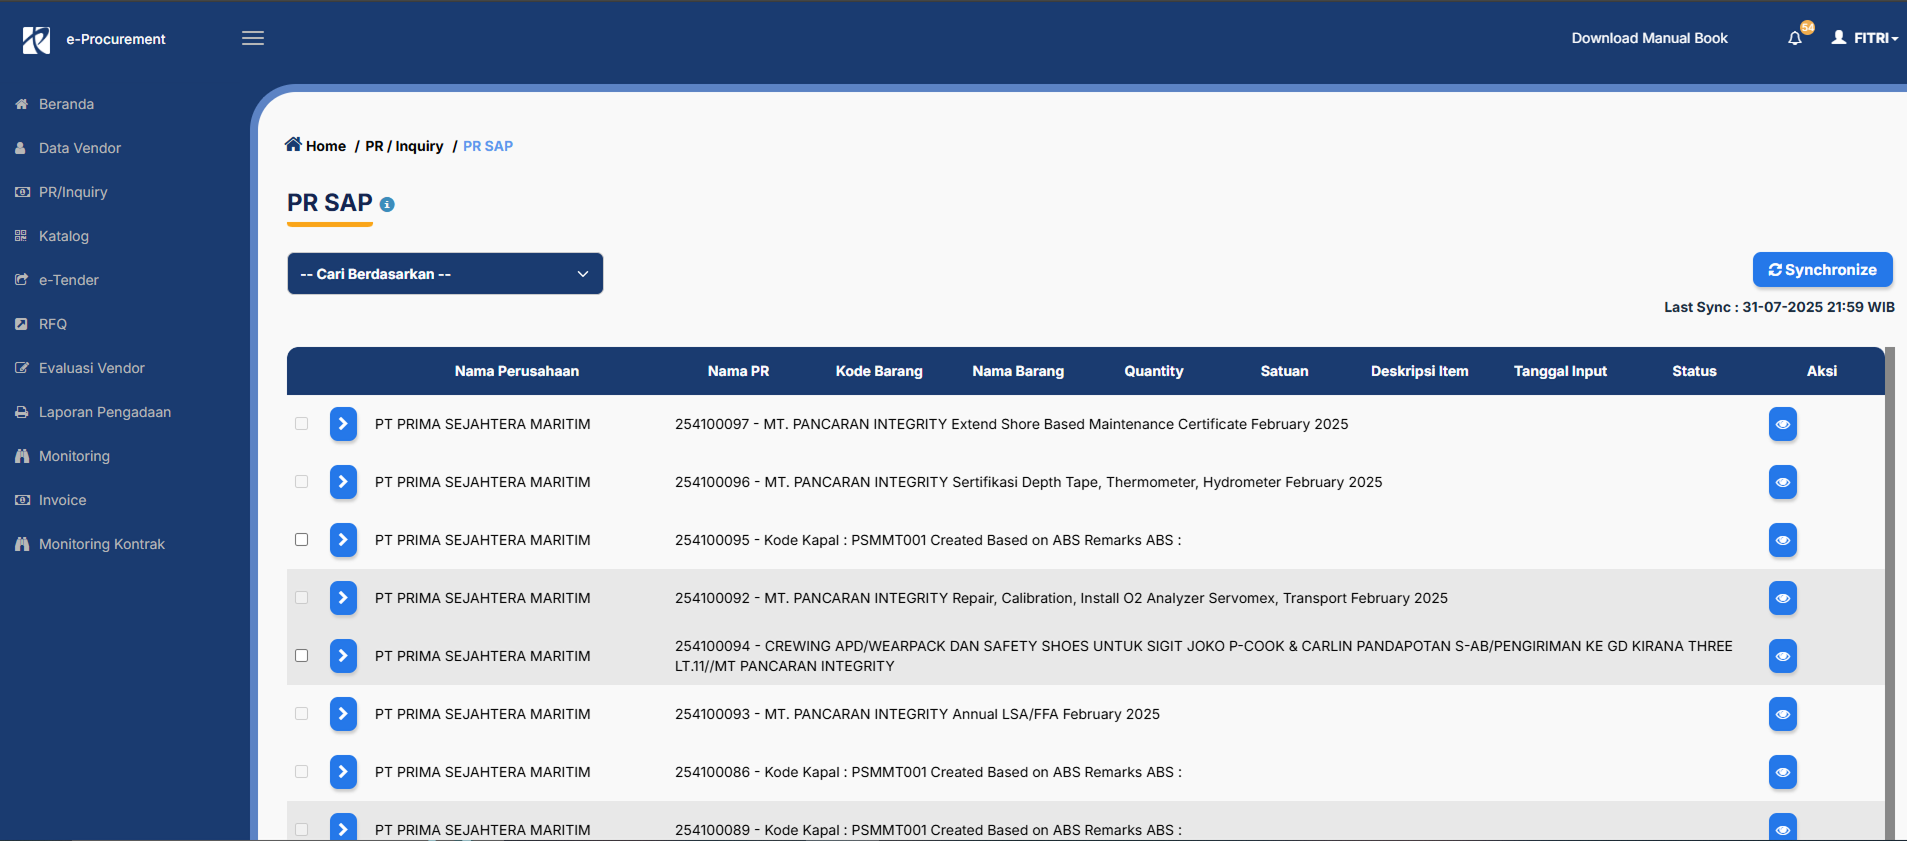 e-Procurement
Download Manual Book
54
FITRI
Beranda
Data Vendor
PR/Inquiry
Katalog
e-Tender
RFQ
Evaluasi Vendor
Laporan Pengadaan
Monitoring
Invoice
Monitoring Kontrak
Home / PR / Inquiry / PR SAP
PR SAP
-- Cari Berdasarkan --
Synchronize
Last Sync : 31-07-2025 21:59 WIB
Nama Perusahaan Nama PR Kode Barang Nama Barang Quantity Satuan Deskripsi Item Tanggal Input Status Aksi
PT PRIMA SEJAHTERA MARITIM 254100097 - MT. PANCARAN INTEGRITY Extend Shore Based Maintenance Certificate February 2025
PT PRIMA SEJAHTERA MARITIM 254100096 - MT. PANCARAN INTEGRITY Sertifikasi Depth Tape, Thermometer, Hydrometer February 2025
PT PRIMA SEJAHTERA MARITIM 254100095 - Kode Kapal : PSMMT001 Created Based on ABS Remarks ABS :
PT PRIMA SEJAHTERA MARITIM 254100092 - MT. PANCARAN INTEGRITY Repair, Calibration, Install O2 Analyzer Servomex, Transport February 2025
PT PRIMA SEJAHTERA MARITIM 254100094 - CREWING APD/WEARPACK DAN SAFETY SHOES UNTUK SIGIT JOKO P-COOK & CARLIN PANDAPOTAN S-AB/PENGIRIMAN KE GD KIRANA THREE
LT.11//MT PANCARAN INTEGRITY
PT PRIMA SEJAHTERA MARITIM 254100093 - MT. PANCARAN INTEGRITY Annual LSA/FFA February 2025
PT PRIMA SEJAHTERA MARITIM 254100086 - Kode Kapal : PSMMT001 Created Based on ABS Remarks ABS :
PT PRIMA SEJAHTERA MARITIM 254100089 - Kode Kapal : PSMMT001 Created Based on ABS Remarks ABS :